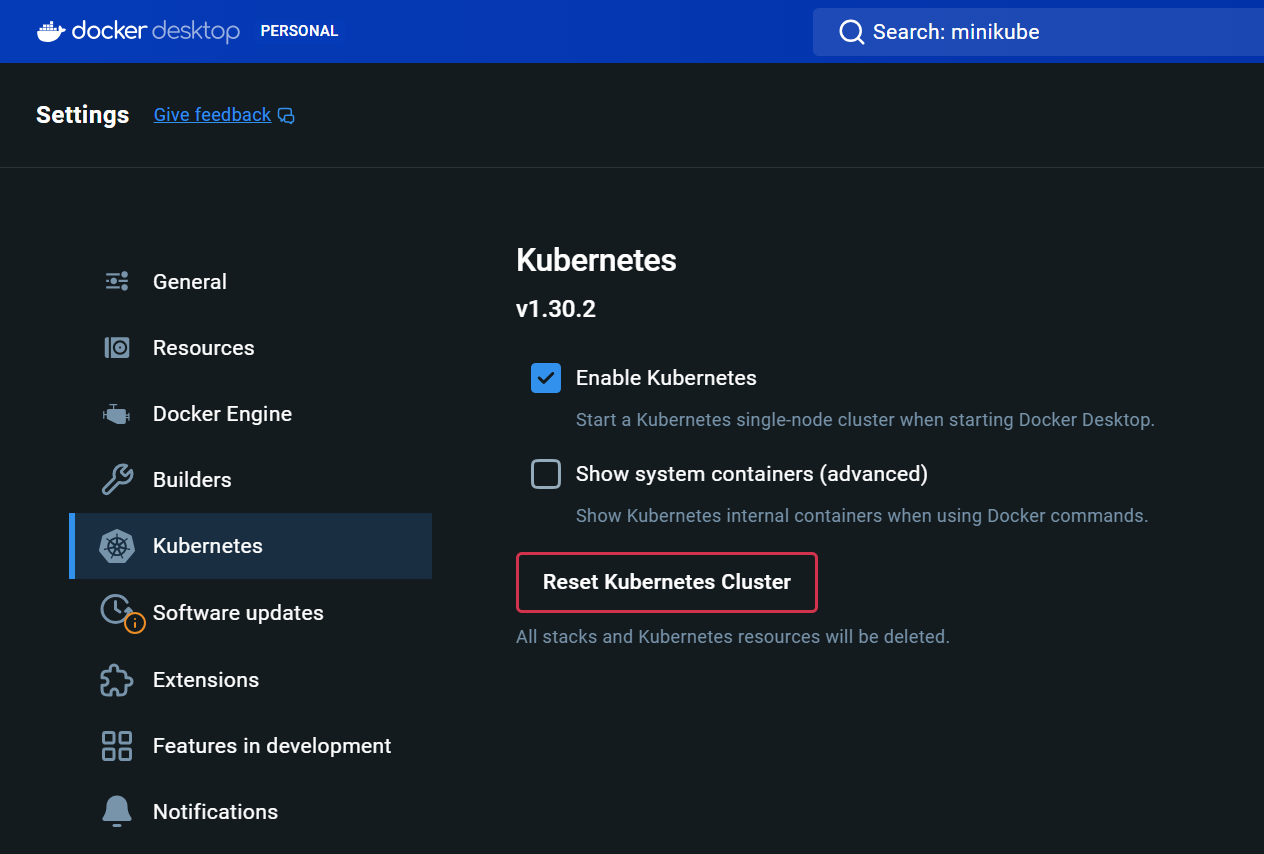 docker desktop PERSONAL
Search: minikube
Settings Give feedback
General
Resources
Docker Engine
Builders
Kubernetes
Software updates
Extensions
Features in development
Notifications
Kubernetes
v1.30.2
Enable Kubernetes
Start a Kubernetes single-node cluster when starting Docker Desktop.
Show system containers (advanced)
Show Kubernetes internal containers when using Docker commands.
Reset Kubernetes Cluster
All stacks and Kubernetes resources will be deleted.